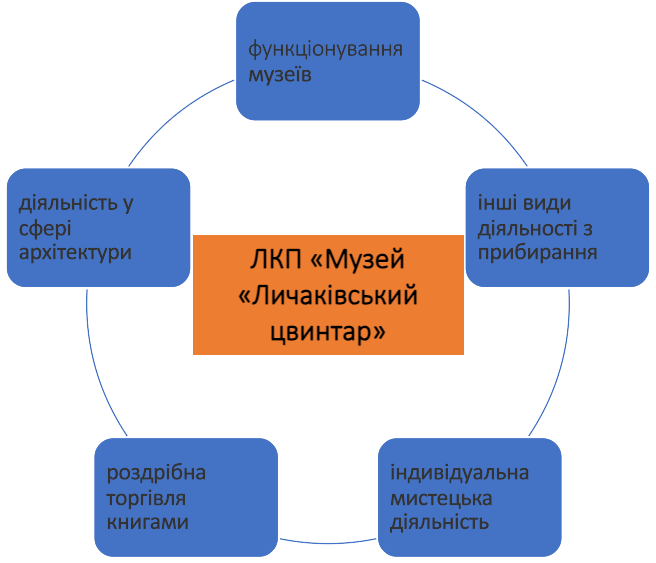 функціонування
музеїв
діяльність у
сфері
архітектури
інші види
діяльності з
прибирання
ЛКП «Музей
«Личаківський
цвинтар»
роздрібна
торгівля
книгами
індивідуальна
мистецька
діяльність